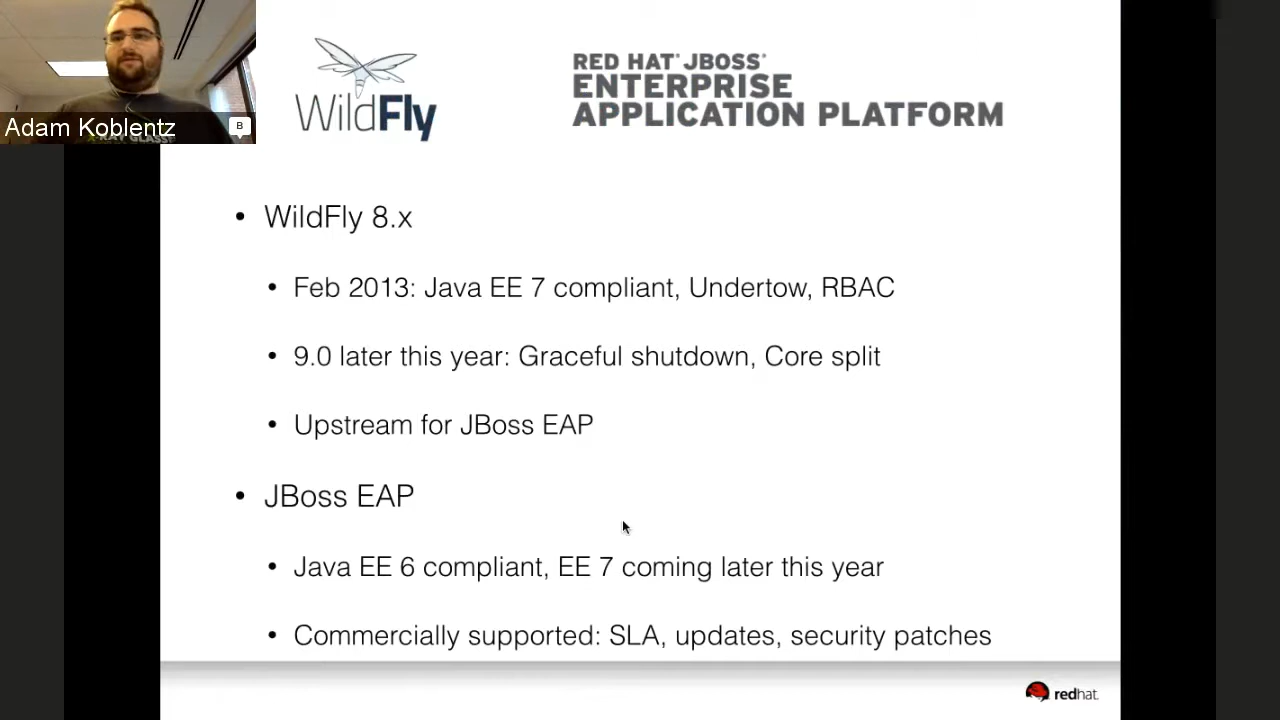 Adam Koblentz
B
WildFly
RED HAT® JBOSS®
ENTERPRISE
APPLICATION PLATFORM
• WildFly 8.x
• Feb 2013: Java EE 7 compliant, Undertow, RBAC
• 9.0 later this year: Graceful shutdown, Core split
• Upstream for JBoss EAP
• JBoss EAP
• Java EE 6 compliant, EE 7 coming later this year
• Commercially supported: SLA, updates, security patches
redhat.